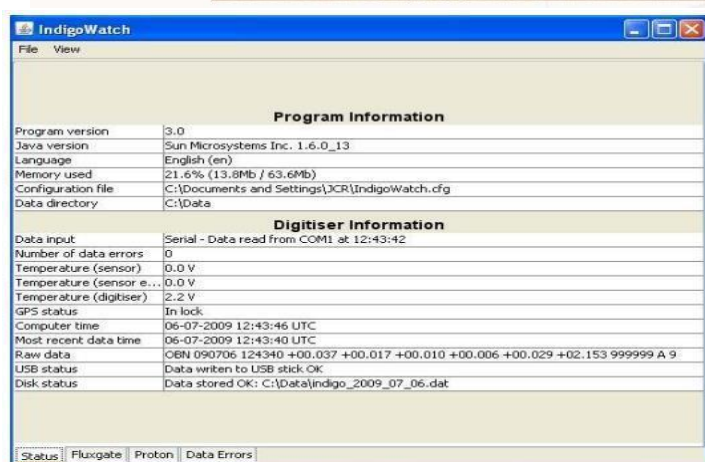 IndigoWatch
File View
Program Information
Program version 3.0
Java version Sun Microsystems Inc. 1.6.0_13
Language English (en)
Memory used 21.6% (13.8Mb / 63.6Mb)
Configuration file C:\Documents and Settings\JCR\IndigoWatch.cfg
Data directory C:\Data
Digitiser Information
Data input Serial - Data read from COM1 at 12:43:42
Number of data errors 0
Temperature (sensor) 0.0 V
Temperature (sensor e... 0.0 V
Temperature (digitiser) 2.2 V
GPS status In lock
Computer time 06-07-2009 12:43:46 UTC
Most recent data time 06-07-2009 12:43:40 UTC
Raw data OBN 090706 124340 +00.037 +00.017 +00.010 +00.006 +00.029 +02.153 999999 A 9
USB status Data writen to USB stick OK
Disk status Data stored OK: C:\Data\indigo_2009_07_06.dat
Status Fluxgate Proton Data Errors